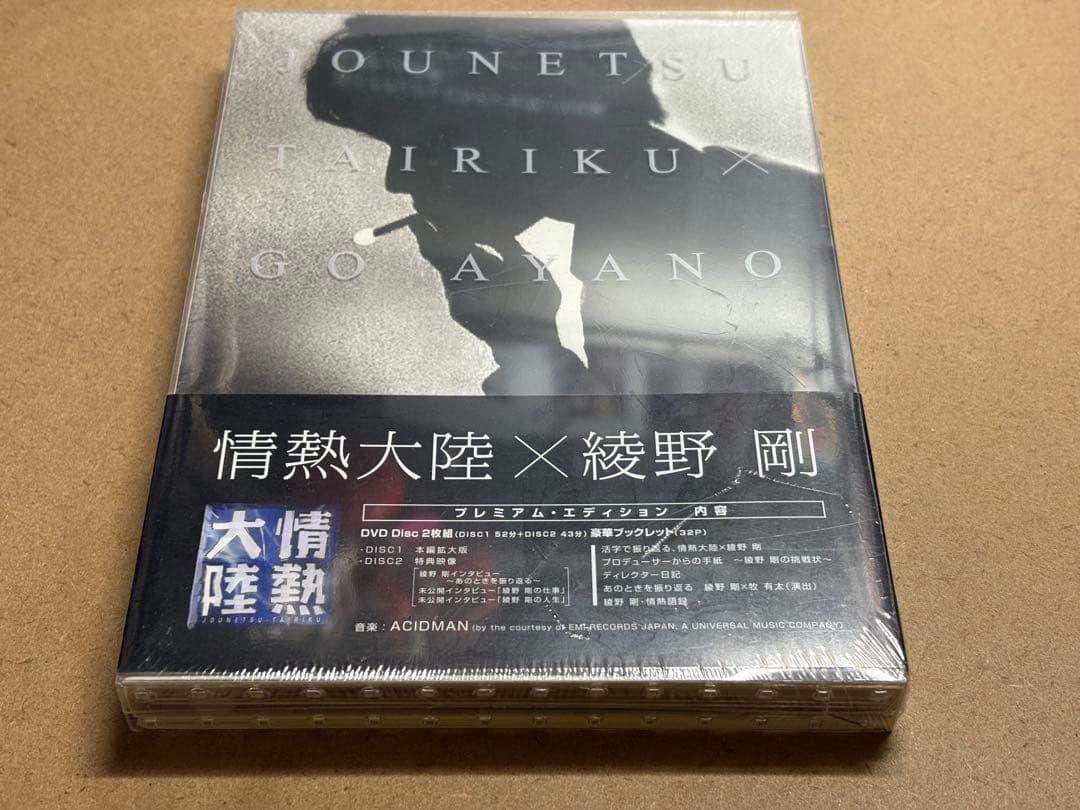 JOUNETSU
TAIRIKU×
GO AYANO
情熱大陸×綾野 剛
プレミアム・エディション 内容
DVD Disc 2枚組(DISC1 52分+DISC2 43分)
・DISC1 本編拡大版
・DISC2 特典映像
綾野 剛インタビュー
～あのときを振り返る～
未公開インタビュー「綾野 剛の仕事」
未公開インタビュー「綾野 剛の人生」
豪華ブックレット(32P)
活字で振り返る、情熱大陸×綾野 剛
プロデューサーからの手紙 ～綾野 剛の挑戦状～
ディレクター日記
あのときを振り返る 綾野 剛×牧 有太(演出)
綾野 剛・情熱語録
情熱
大陸
JOUNETSU-TAIRIKU
音楽：ACIDMAN (by the courtesy of EMI RECORDS JAPAN, A UNIVERSAL MUSIC COMPANY)